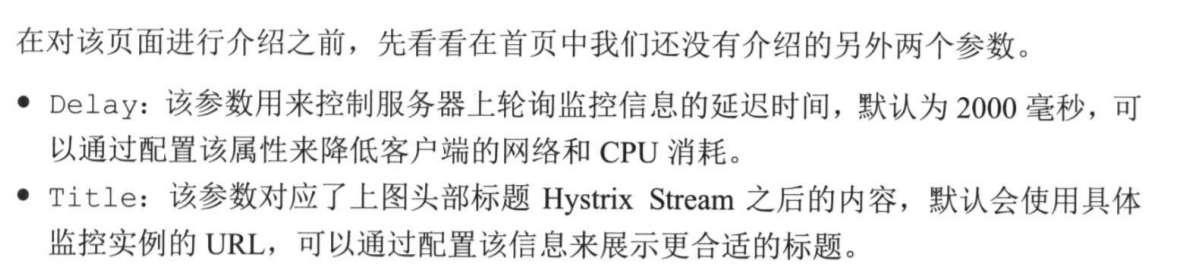 在对该页面进行介绍之前，先看看在首页中我们还没有介绍的另外两个参数。
● Delay：该参数用来控制服务器上轮询监控信息的延迟时间，默认为 2000 毫秒，可
以通过配置该属性来降低客户端的网络和 CPU 消耗。
● Title：该参数对应了上图头部标题 Hystrix Stream 之后的内容，默认会使用具体
监控实例的 URL，可以通过配置该信息来展示更合适的标题。